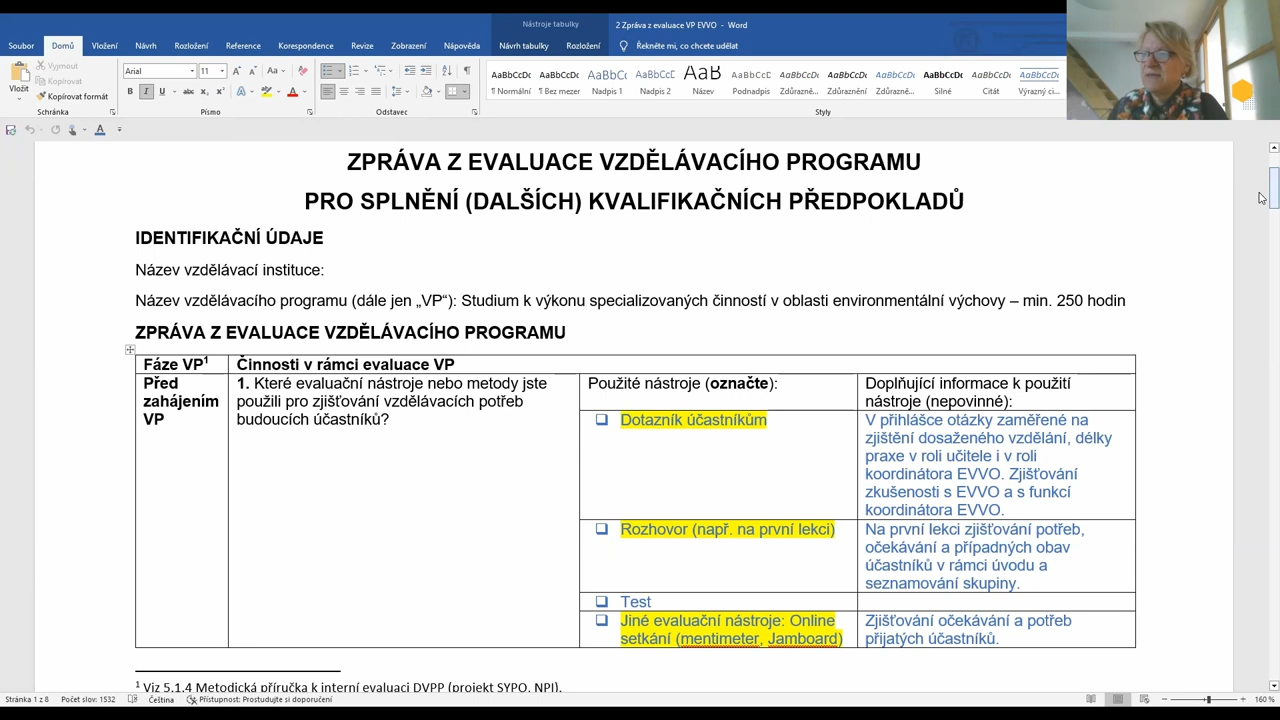 Nástroje tabulky
2 Zpráva z evaluace VP EVVO - Word
Soubor Domů Vložení Návrh Rozložení Reference Korespondence Revize Zobrazení Nápověda Návrh tabulky Rozložení Řekněte mi, co chcete udělat
Vložit
Vyjmout
Kopírovat
Kopírovat formát
Schránka
Arial 11
Písmo
Odstavec
AaBbCcDc AaBbCcDc AaBbCcDc AaBbCcDc AaB AaBbCcDc AaBbCcDc AaBbCcDc AaBbCcDc AaBbCcDc AaBbCcDc AaBbCcDc
¶ Normální ¶ Bez mezer Nadpis 1 Nadpis 2 Název Podnadpis Zdůrazně... Zdůraznění Zdůrazně... Silné Citát Výrazný ci...
Styly
ZPRÁVA Z EVALUACE VZDĚLÁVACÍHO PROGRAMU
PRO SPLNĚNÍ (DALŠÍCH) KVALIFIKAČNÍCH PŘEDPOKLADŮ
IDENTIFIKAČNÍ ÚDAJE
Název vzdělávací instituce:
Název vzdělávacího programu (dále jen „VP“): Studium k výkonu specializovaných činností v oblasti environmentální výchovy – min. 250 hodin
ZPRÁVA Z EVALUACE VZDĚLÁVACÍHO PROGRAMU
Fáze VP1 Činnosti v rámci evaluace VP
Před
zahájením
VP
1. Které evaluační nástroje nebo metody jste
použili pro zjišťování vzdělávacích potřeb
budoucích účastníků?
Použité nástroje (označte):
Doplňující informace k použití
nástroje (nepovinné):
Dotazník účastníkům
V přihlášce otázky zaměřené na
zjištění dosaženého vzdělání, délky
praxe v roli učitele i v roli
koordinátora EVVO. Zjišťování
zkušenosti s EVVO a s funkcí
koordinátora EVVO.
Rozhovor (např. na první lekci)
Na první lekci zjišťování potřeb,
očekávání a případných obav
účastníků v rámci úvodu a
seznamování skupiny.
Test
Jiné evaluační nástroje: Online
setkání (mentimeter, Jamboard)
Zjišťování očekávání a potřeb
přijatých účastníků.
1 Viz 5.1.4 Metodická příručka k interní evaluaci DVPP (projekt SYPO, NPI).
Stránka 1 z 8 Počet slov: 1532 Čeština Přístupnost: Prostudujte si doporučení 160 %